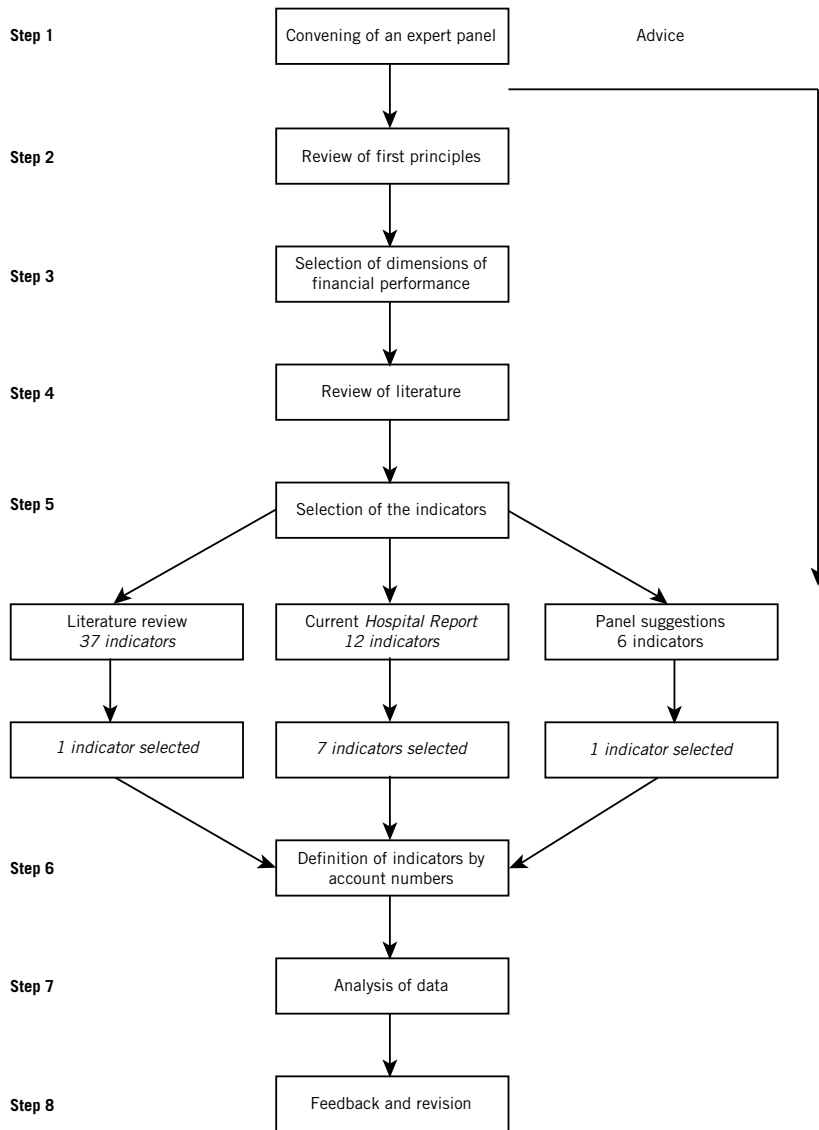 Step 1
Convening of an expert panel
Advice
Step 2
Review of first principles
Step 3
Selection of dimensions of
financial performance
Step 4
Review of literature
Step 5
Selection of the indicators
Literature review
37 indicators
Current Hospital Report
12 indicators
Panel suggestions
6 indicators
1 indicator selected
7 indicators selected
1 indicator selected
Step 6
Definition of indicators by
account numbers
Step 7
Analysis of data
Step 8
Feedback and revision